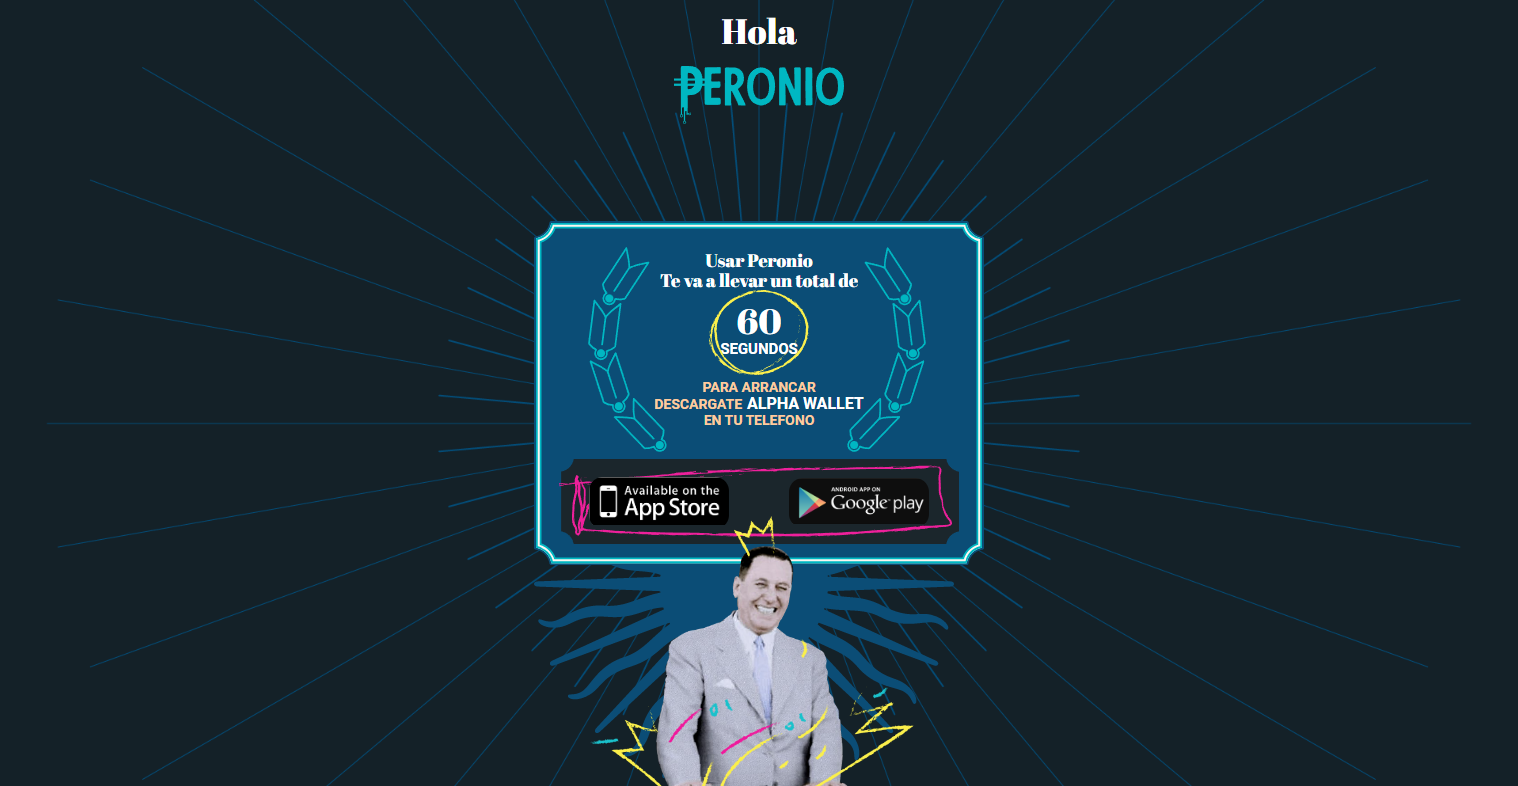 Hola
PERONIO
Usar Peronio
Te va a llevar un total de
60
SEGUNDOS
PARA ARRANCAR
DESCARGATE ALPHA WALLET
EN TU TELEFONO
Available on the
App Store
ANDROID APP ON
Google play